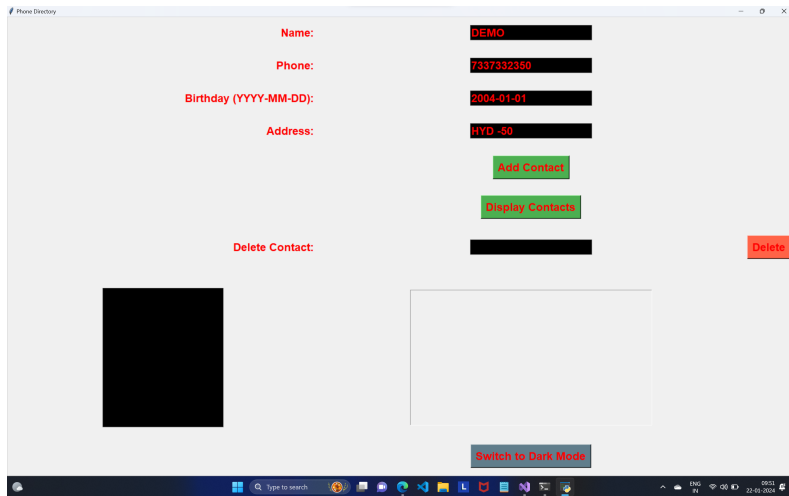 Phone Directory
Name: DEMO
Phone: 7337332350
Birthday (YYYY-MM-DD): 2004-01-01
Address: HYD -50
Add Contact
Display Contacts
Delete Contact: Delete
Switch to Dark Mode
Type to search
ENG 09:51
IN 22-01-2024